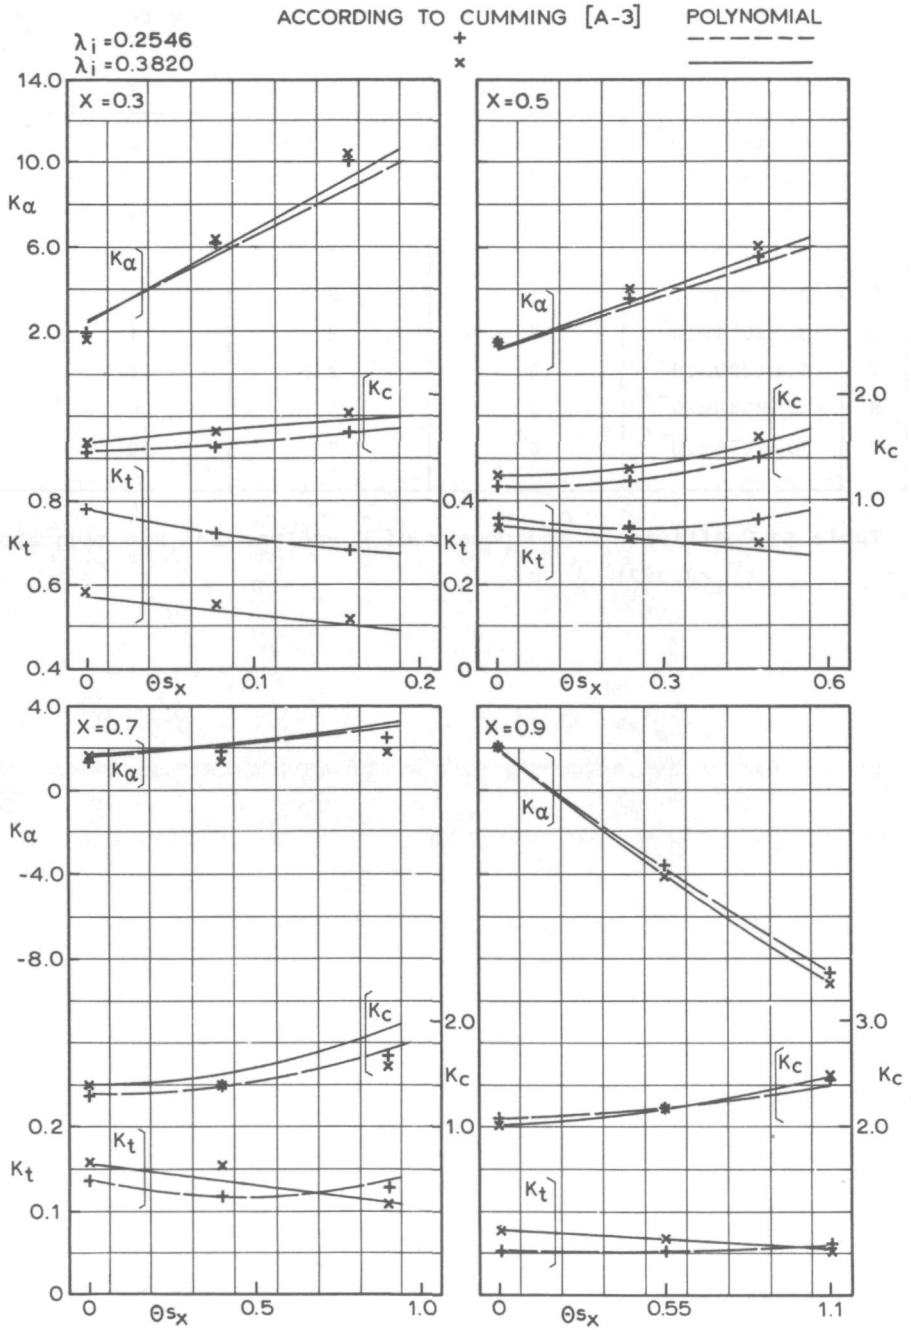 ACCORDING TO CUMMING [A-3] POLYNOMIAL
λi =0.2546 +
λi =0.3820 ×
14.0
10.0
Kα
6.0
2.0
0.8
Kt
0.6
0.4
X =0.3
Kα
Kc
Kt
0 Θsx 0.1 0.2
X =0.5
Kα
Kc
Kt
2.0
Kc
1.0
0.4
Kt
0.2
0
0 Θsx 0.3 0.6
4.0
0
Kα
-4.0
-8.0
0.2
Kt
0.1
0
X =0.7
Kα
Kc
Kt
2.0
Kc
1.0
0 Θsx 0.5 1.0
X =0.9
Kα
Kc
Kt
3.0
Kc
2.0
0 Θsx 0.55 1.1